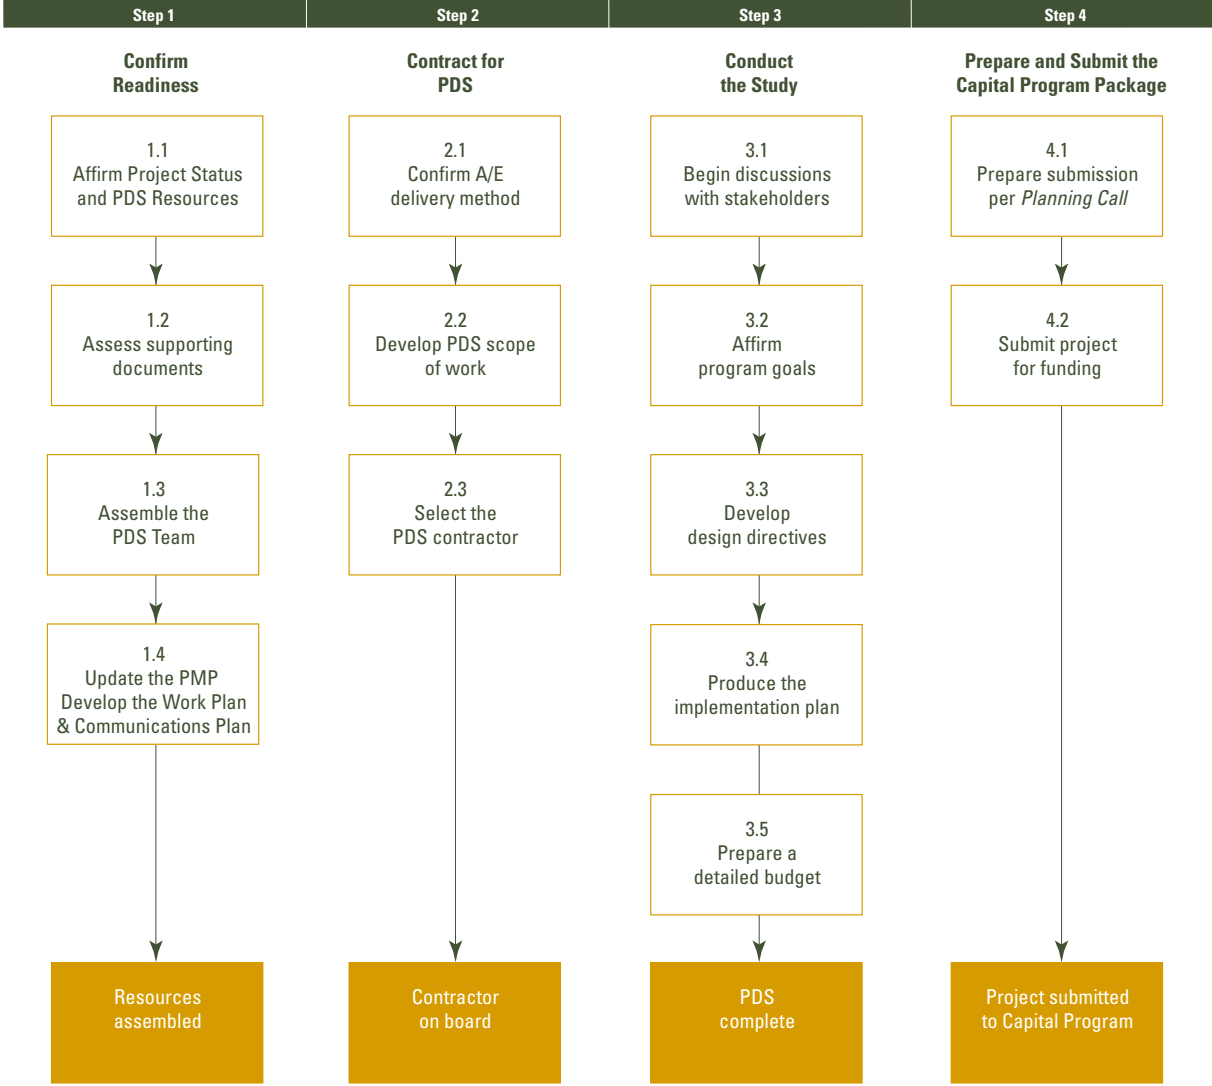 Step 1
Step 2
Step 3
Step 4
Confirm
Readiness
Contract for
PDS
Conduct
the Study
Prepare and Submit the
Capital Program Package
1.1
Affirm Project Status
and PDS Resources
1.2
Assess supporting
documents
1.3
Assemble the
PDS Team
1.4
Update the PMP
Develop the Work Plan
& Communications Plan
Resources
assembled
2.1
Confirm A/E
delivery method
2.2
Develop PDS scope
of work
2.3
Select the
PDS contractor
Contractor
on board
3.1
Begin discussions
with stakeholders
3.2
Affirm
program goals
3.3
Develop
design directives
3.4
Produce the
implementation plan
3.5
Prepare a
detailed budget
PDS
complete
4.1
Prepare submission
per Planning Call
4.2
Submit project
for funding
Project submitted
to Capital Program